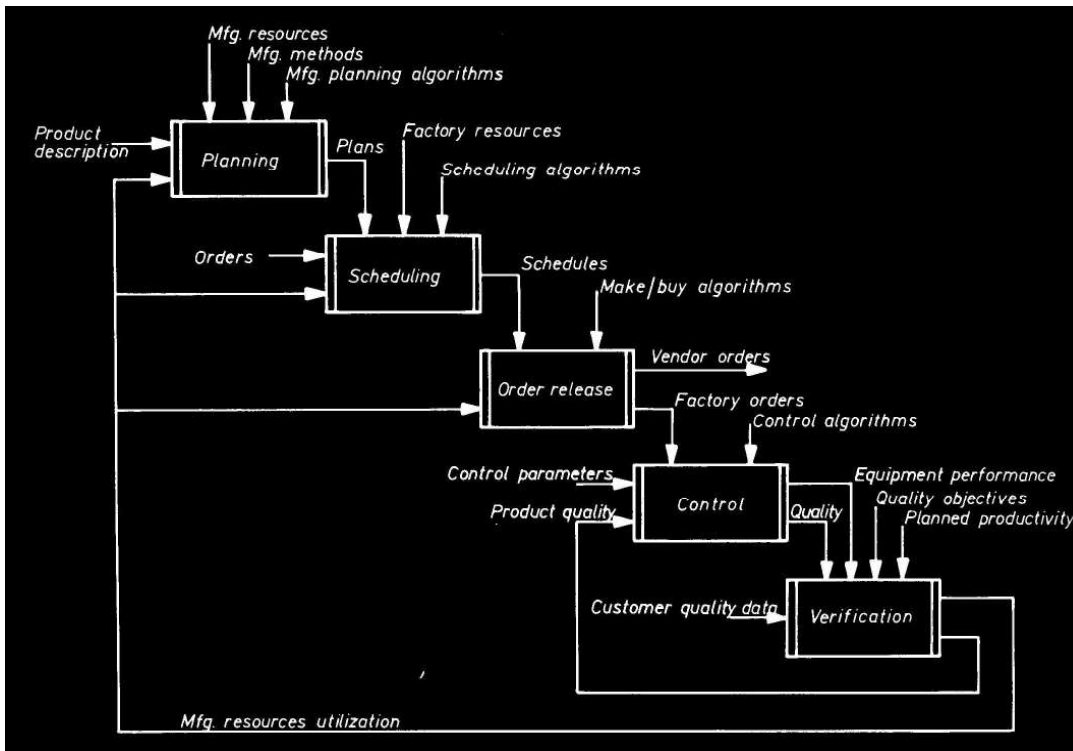 Mfg. resources
Mfg. methods
Mfg. planning algorithms
Product
description
Planning
Plans
Factory resources
Scheduling algorithms
Orders
Scheduling
Schedules
Make/buy algorithms
Order release
Vendor orders
Factory orders
Control algorithms
Control parameters
Product quality
Control
Quality
Equipment performance
Quality objectives
Planned productivity
Customer quality data
Verification
Mfg. resources utilization